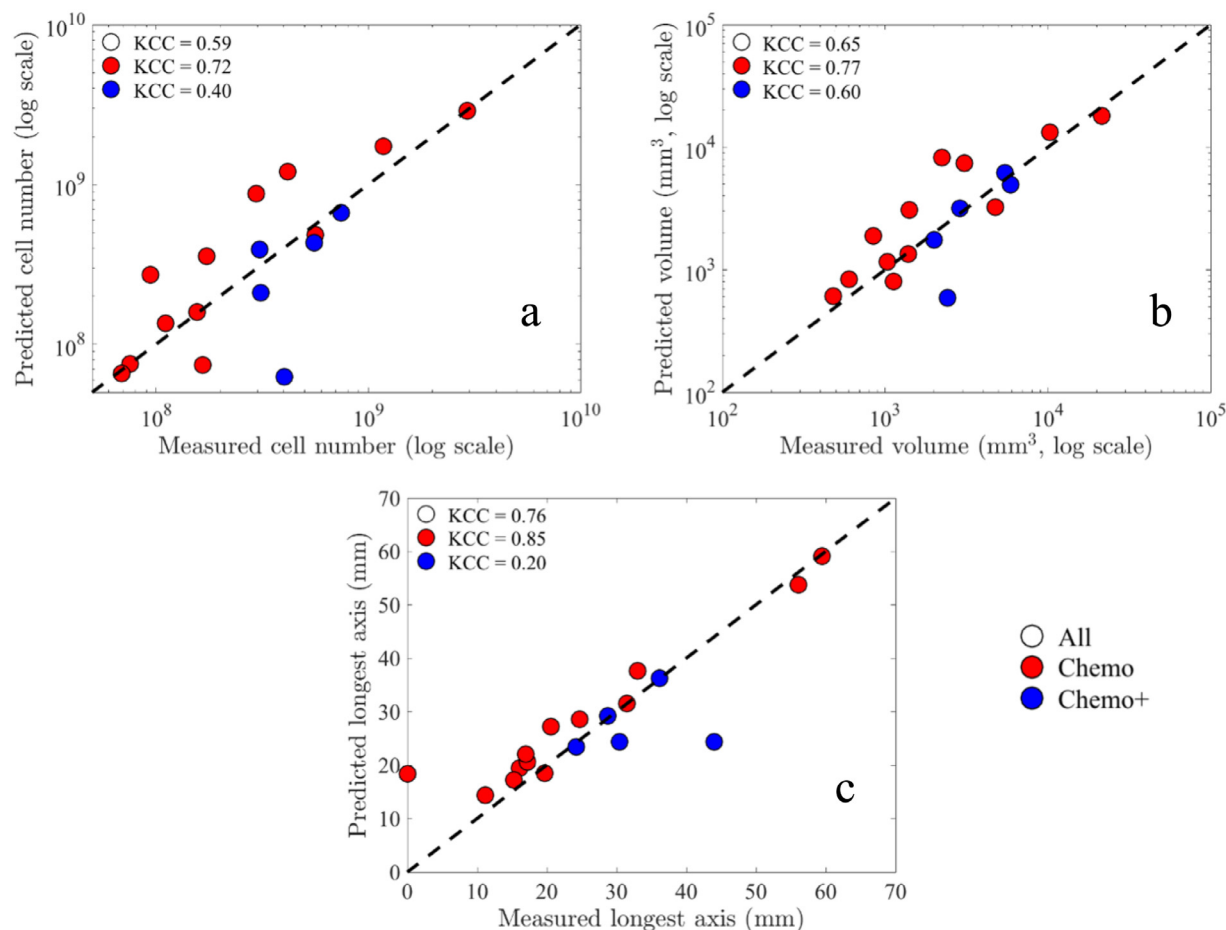 10^10
10^9
10^8
Predicted cell number (log scale)
KCC = 0.59
KCC = 0.72
KCC = 0.40
a
10^8
10^9
10^10
Measured cell number (log scale)
10^5
10^4
10^3
10^2
Predicted volume (mm^3, log scale)
KCC = 0.65
KCC = 0.77
KCC = 0.60
b
10^2
10^3
10^4
10^5
Measured volume (mm^3, log scale)
70
60
50
40
30
20
10
0
Predicted longest axis (mm)
KCC = 0.76
KCC = 0.85
KCC = 0.20
c
0
10
20
30
40
50
60
70
Measured longest axis (mm)
All
Chemo
Chemo+